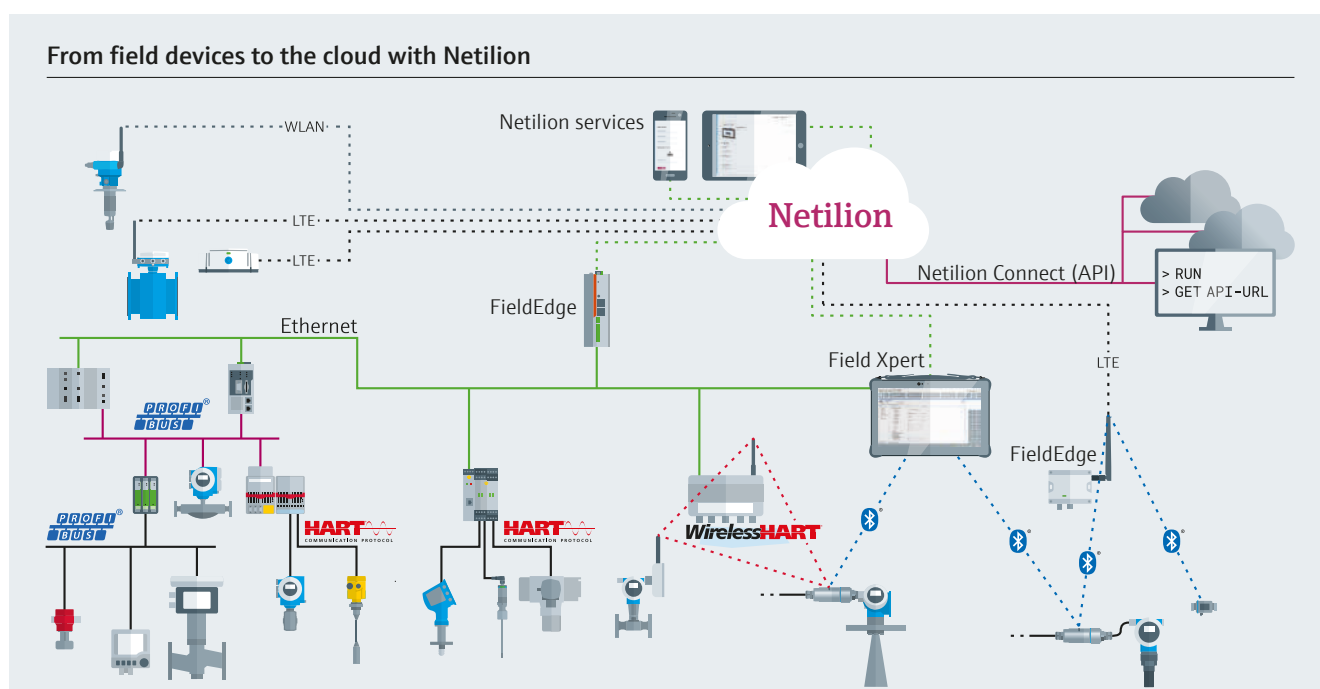 From field devices to the cloud with Netilion
WLAN
Netilion services
Netilion
LTE
LTE
Netilion Connect (API)
> RUN
> GET API-URL
FieldEdge
Ethernet
Field Xpert
LTE
PROFI®
BUS
FieldEdge
PROFI®
BUS
HART
COMMUNICATION PROTOCOL
HART
COMMUNICATION PROTOCOL
WirelessHART